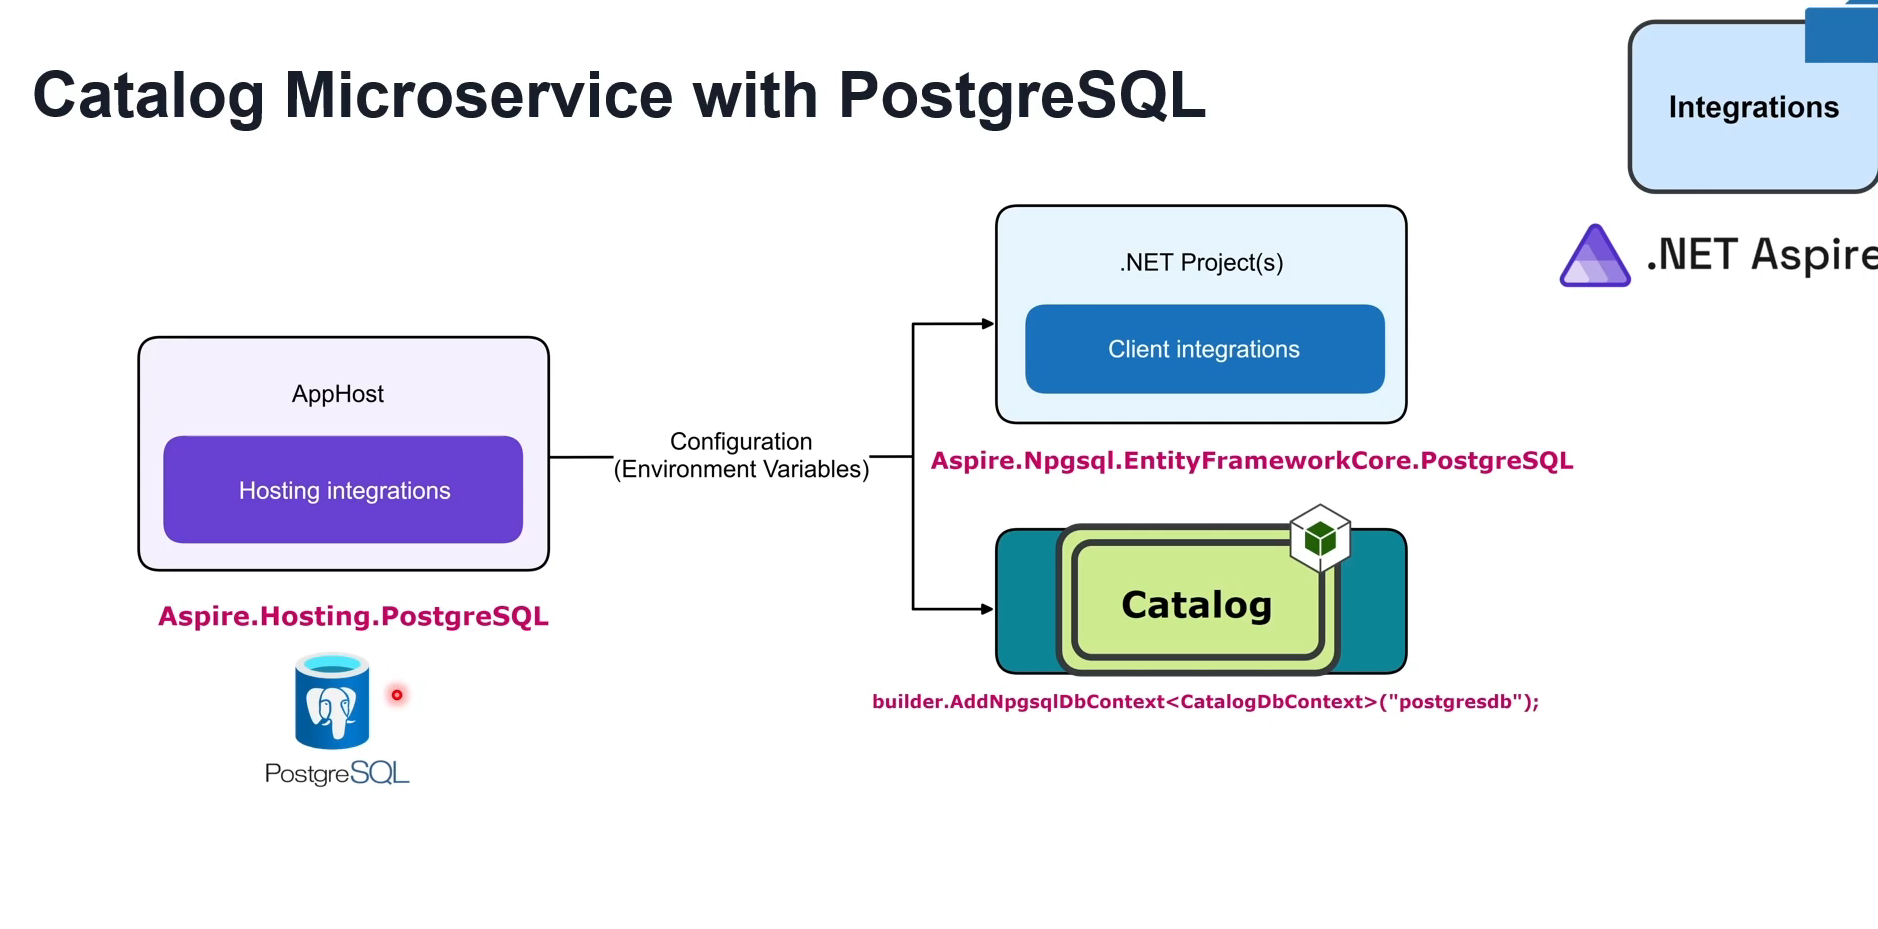 Catalog Microservice with PostgreSQL
Integrations
.NET Aspire
.NET Project(s)
Client integrations
AppHost
Hosting integrations
Configuration
(Environment Variables)
Aspire.Npgsql.EntityFrameworkCore.PostgreSQL
Aspire.Hosting.PostgreSQL
Catalog
builder.AddNpgsqlDbContext<CatalogDbContext>("postgresdb");
PostgreSQL